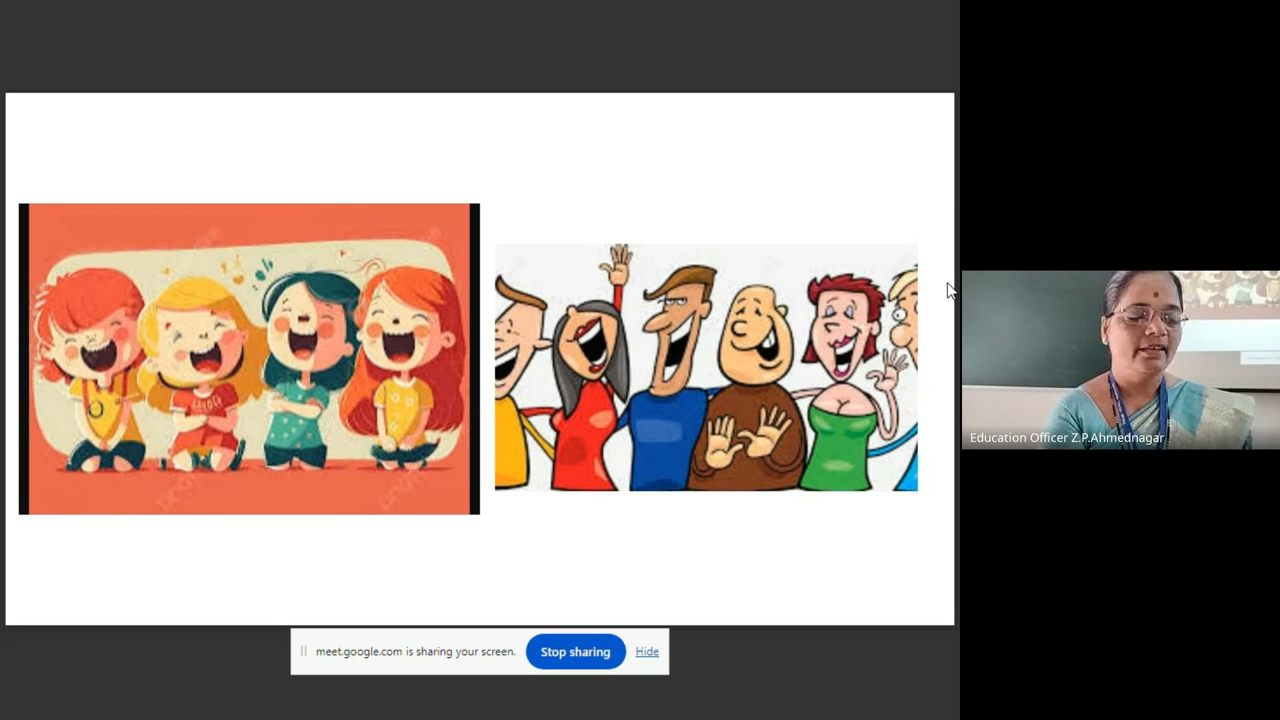 meet.google.com is sharing your screen.
Stop sharing
Hide
Education Officer Z.P.Ahmednagar